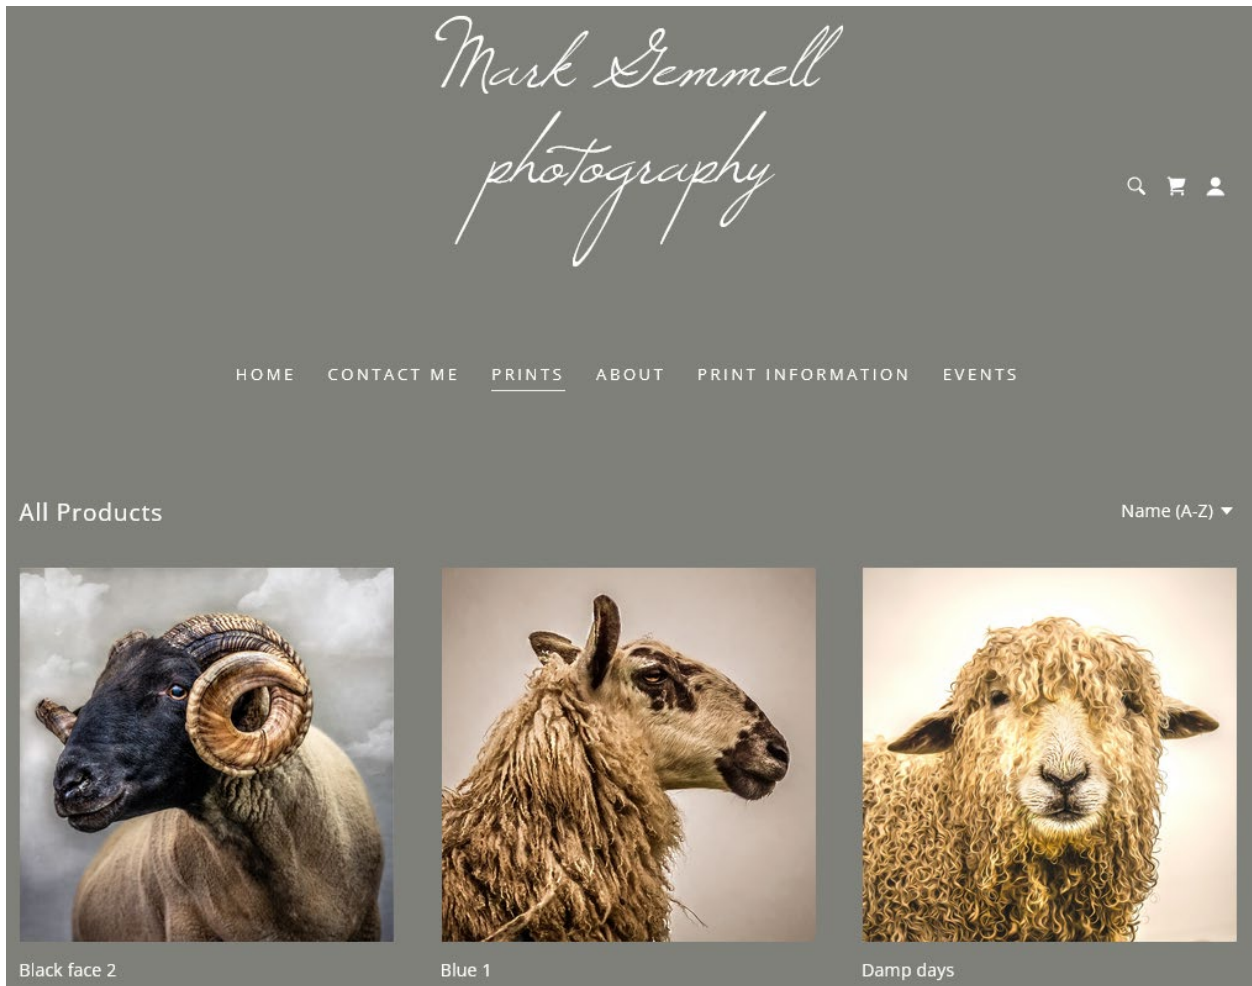 Mark Gemmell
photography
HOME CONTACT ME PRINTS ABOUT PRINT INFORMATION EVENTS
All Products
Name (A-Z)
Black face 2
Blue 1
Damp days